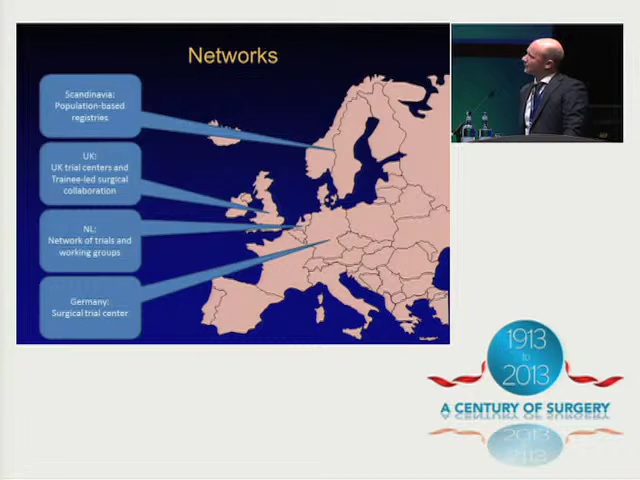 Networks
Scandinavia:
Population-based
registries
UK:
UK trial centers and
Trainee-led surgical
collaboration
NL:
Network of trials and
working groups
Germany:
Surgical trial center
1913
to
2013
A CENTURY OF SURGERY